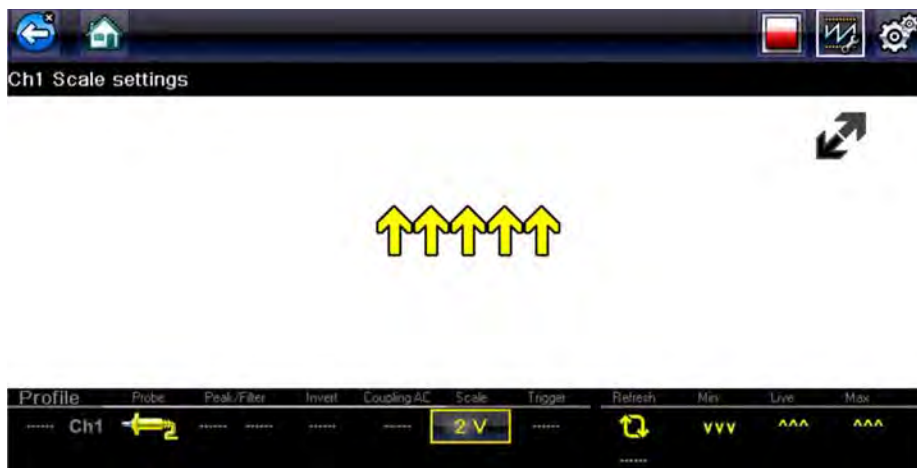 Ch1 Scale settings
Profile Probe Peak/Filter Invert Coupling AC Scale Trigger Refresh Min Live Max
------ Ch1 2 ------ ------ ------ ------ 2 V ------ vvv ^^^ ^^^
------